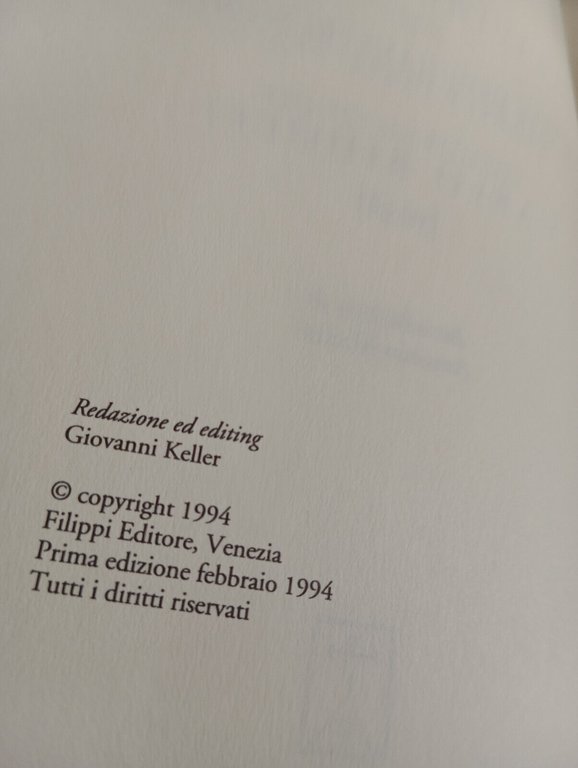 Redazione ed editing
Giovanni Keller
© copyright 1994
Filippi Editore, Venezia
Prima edizione febbraio 1994
Tutti i diritti riservati